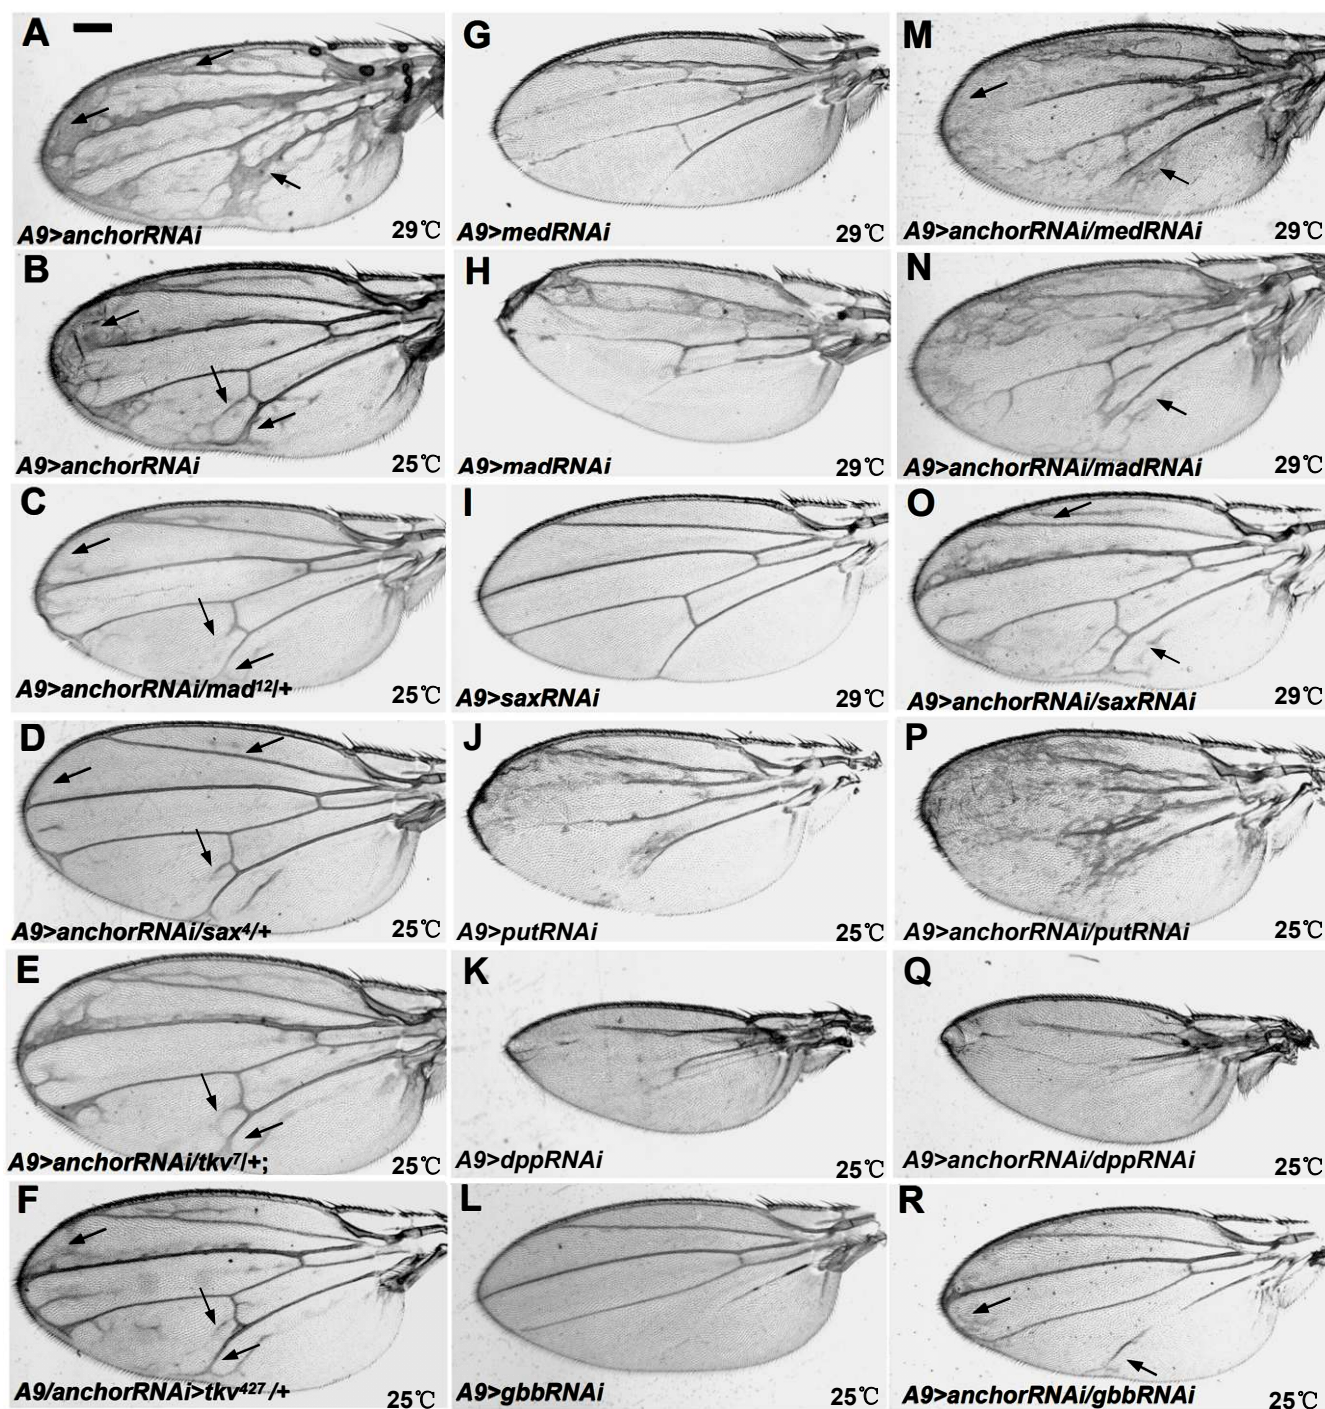 A
A9>anchorRNAi 29℃
G
A9>medRNAi 29℃
M
A9>anchorRNAi/medRNAi 29℃
B
A9>anchorRNAi 25℃
H
A9>madRNAi 29℃
N
A9>anchorRNAi/madRNAi 29℃
C
A9>anchorRNAi/mad¹²/+ 25℃
I
A9>saxRNAi 29℃
O
A9>anchorRNAi/saxRNAi 29℃
D
A9>anchorRNAi/sax⁴/+ 25℃
J
A9>putRNAi 25℃
P
A9>anchorRNAi/putRNAi 25℃
E
A9>anchorRNAi/tkv⁷/+; 25℃
K
A9>dppRNAi 25℃
Q
A9>anchorRNAi/dppRNAi 25℃
F
A9/anchorRNAi>tkv⁴²⁷/+ 25℃
L
A9>gbbRNAi 25℃
R
A9>anchorRNAi/gbbRNAi 25℃